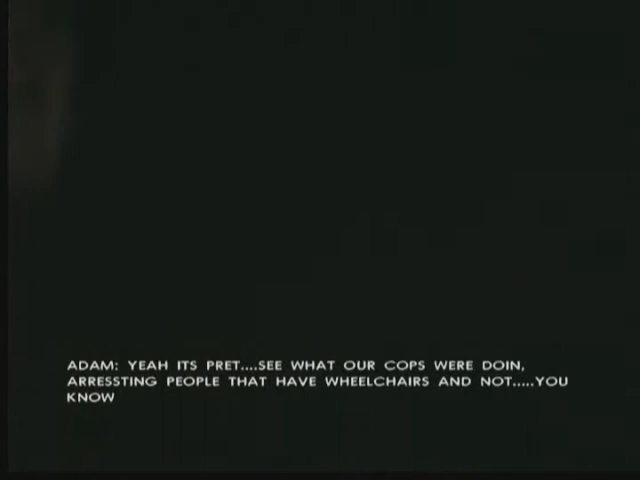 ADAM: YEAH ITS PRET....SEE WHAT OUR COPS WERE DOIN,
ARRESSTING PEOPLE THAT HAVE WHEELCHAIRS AND NOT.....YOU
KNOW